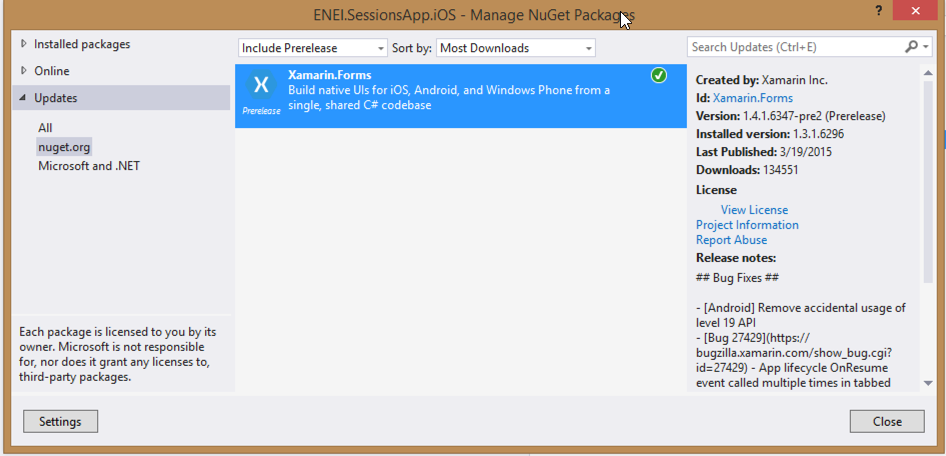 ENEI.SessionsApp.iOS - Manage NuGet Packages
?
x
Installed packages
Online
Updates
All
nuget.org
Microsoft and .NET
Each package is licensed to you by its
owner. Microsoft is not responsible
for, nor does it grant any licenses to,
third-party packages.
Include Prerelease
Sort by:
Most Downloads
X
Prerelease
Xamarin.Forms
Build native UIs for iOS, Android, and Windows Phone from a
single, shared C# codebase
Search Updates (Ctrl+E)
Created by: Xamarin Inc.
Id: Xamarin.Forms
Version: 1.4.1.6347-pre2 (Prerelease)
Installed version: 1.3.1.6296
Last Published: 3/19/2015
Downloads: 134551
License
View License
Project Information
Report Abuse
Release notes:
## Bug Fixes ##
- [Android] Remove accidental usage of
level 19 API
- [Bug 27429](https://
bugzilla.xamarin.com/show_bug.cgi?
id=27429) - App lifecycle OnResume
event called multiple times in tabbed
Settings
Close